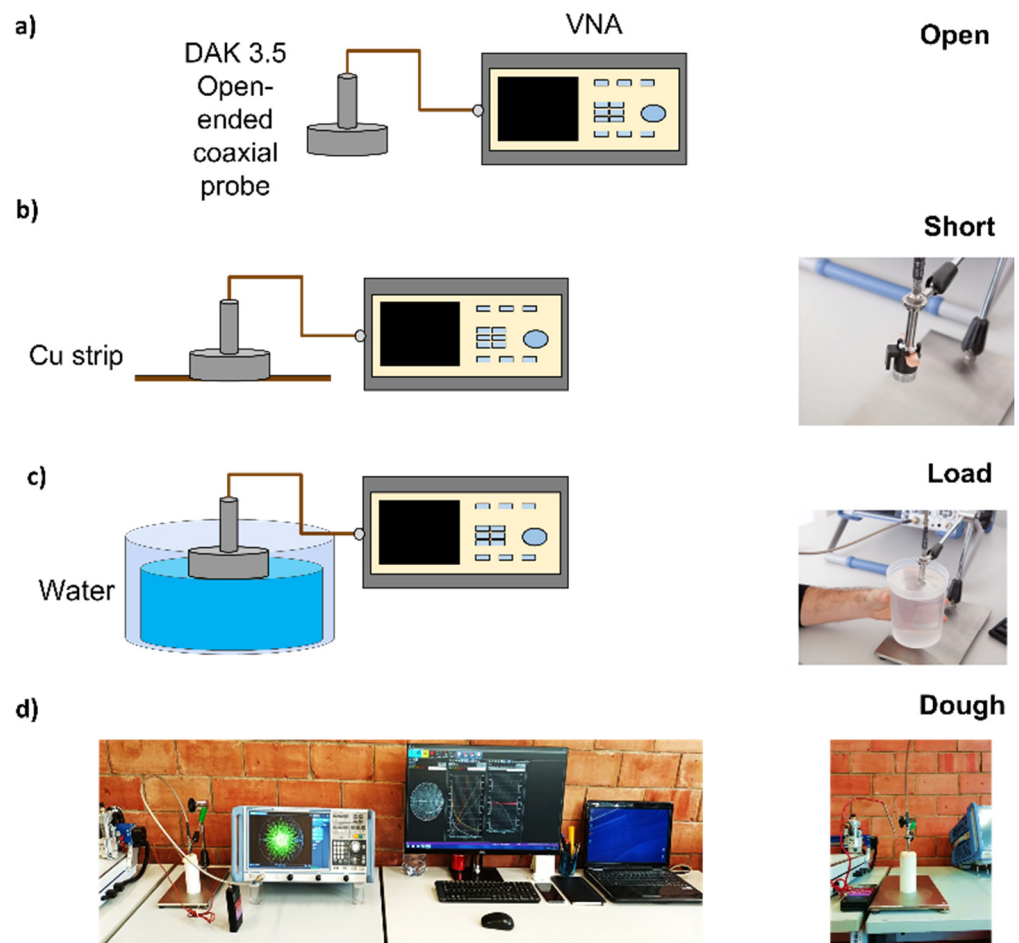 a)
VNA
Open
DAK 3.5
Open-
ended
coaxial
probe
b)
Short
Cu strip
c)
Load
Water
d)
Dough